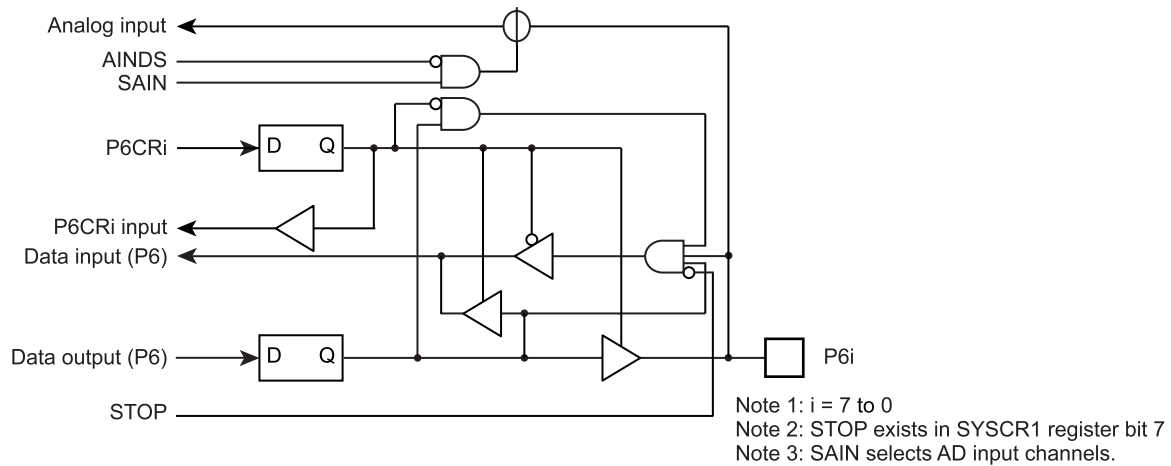 Analog input
AINDS
SAIN
P6CRi
D Q
P6CRi input
Data input (P6)
Data output (P6)
D Q
P6i
STOP
Note 1: i = 7 to 0
Note 2: STOP exists in SYSCR1 register bit 7
Note 3: SAIN selects AD input channels.